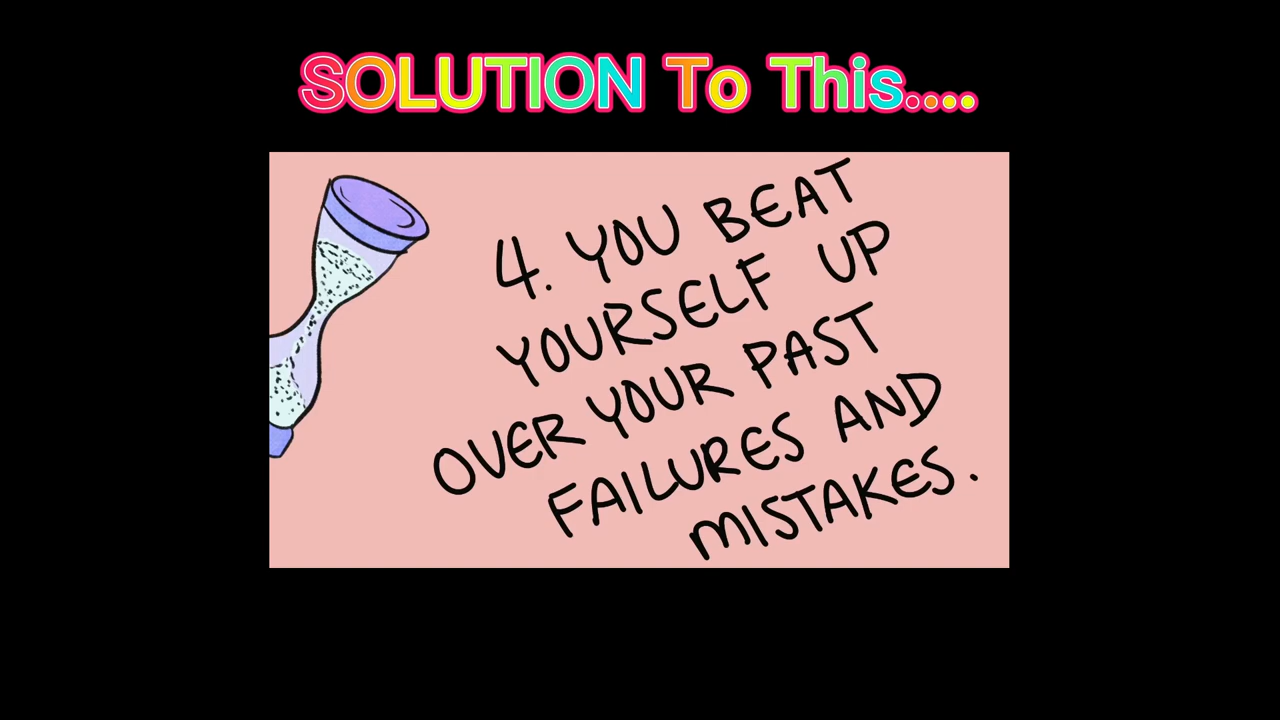 SOLUTION To This....
4. YOU BEAT
YOURSELF UP
OVER YOUR PAST
FAILURES AND
MISTAKES.